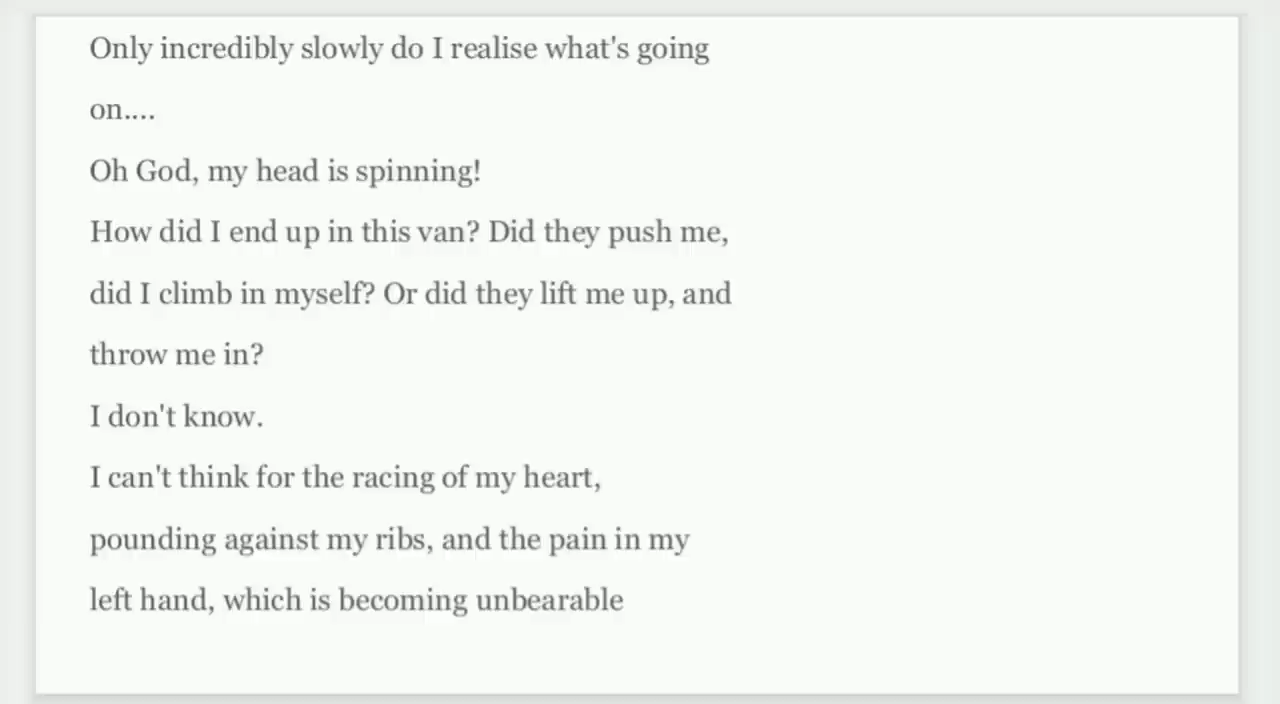 Only incredibly slowly do I realise what's going
on....
Oh God, my head is spinning!
How did I end up in this van? Did they push me,
did I climb in myself? Or did they lift me up, and
throw me in?
I don't know.
I can't think for the racing of my heart,
pounding against my ribs, and the pain in my
left hand, which is becoming unbearable